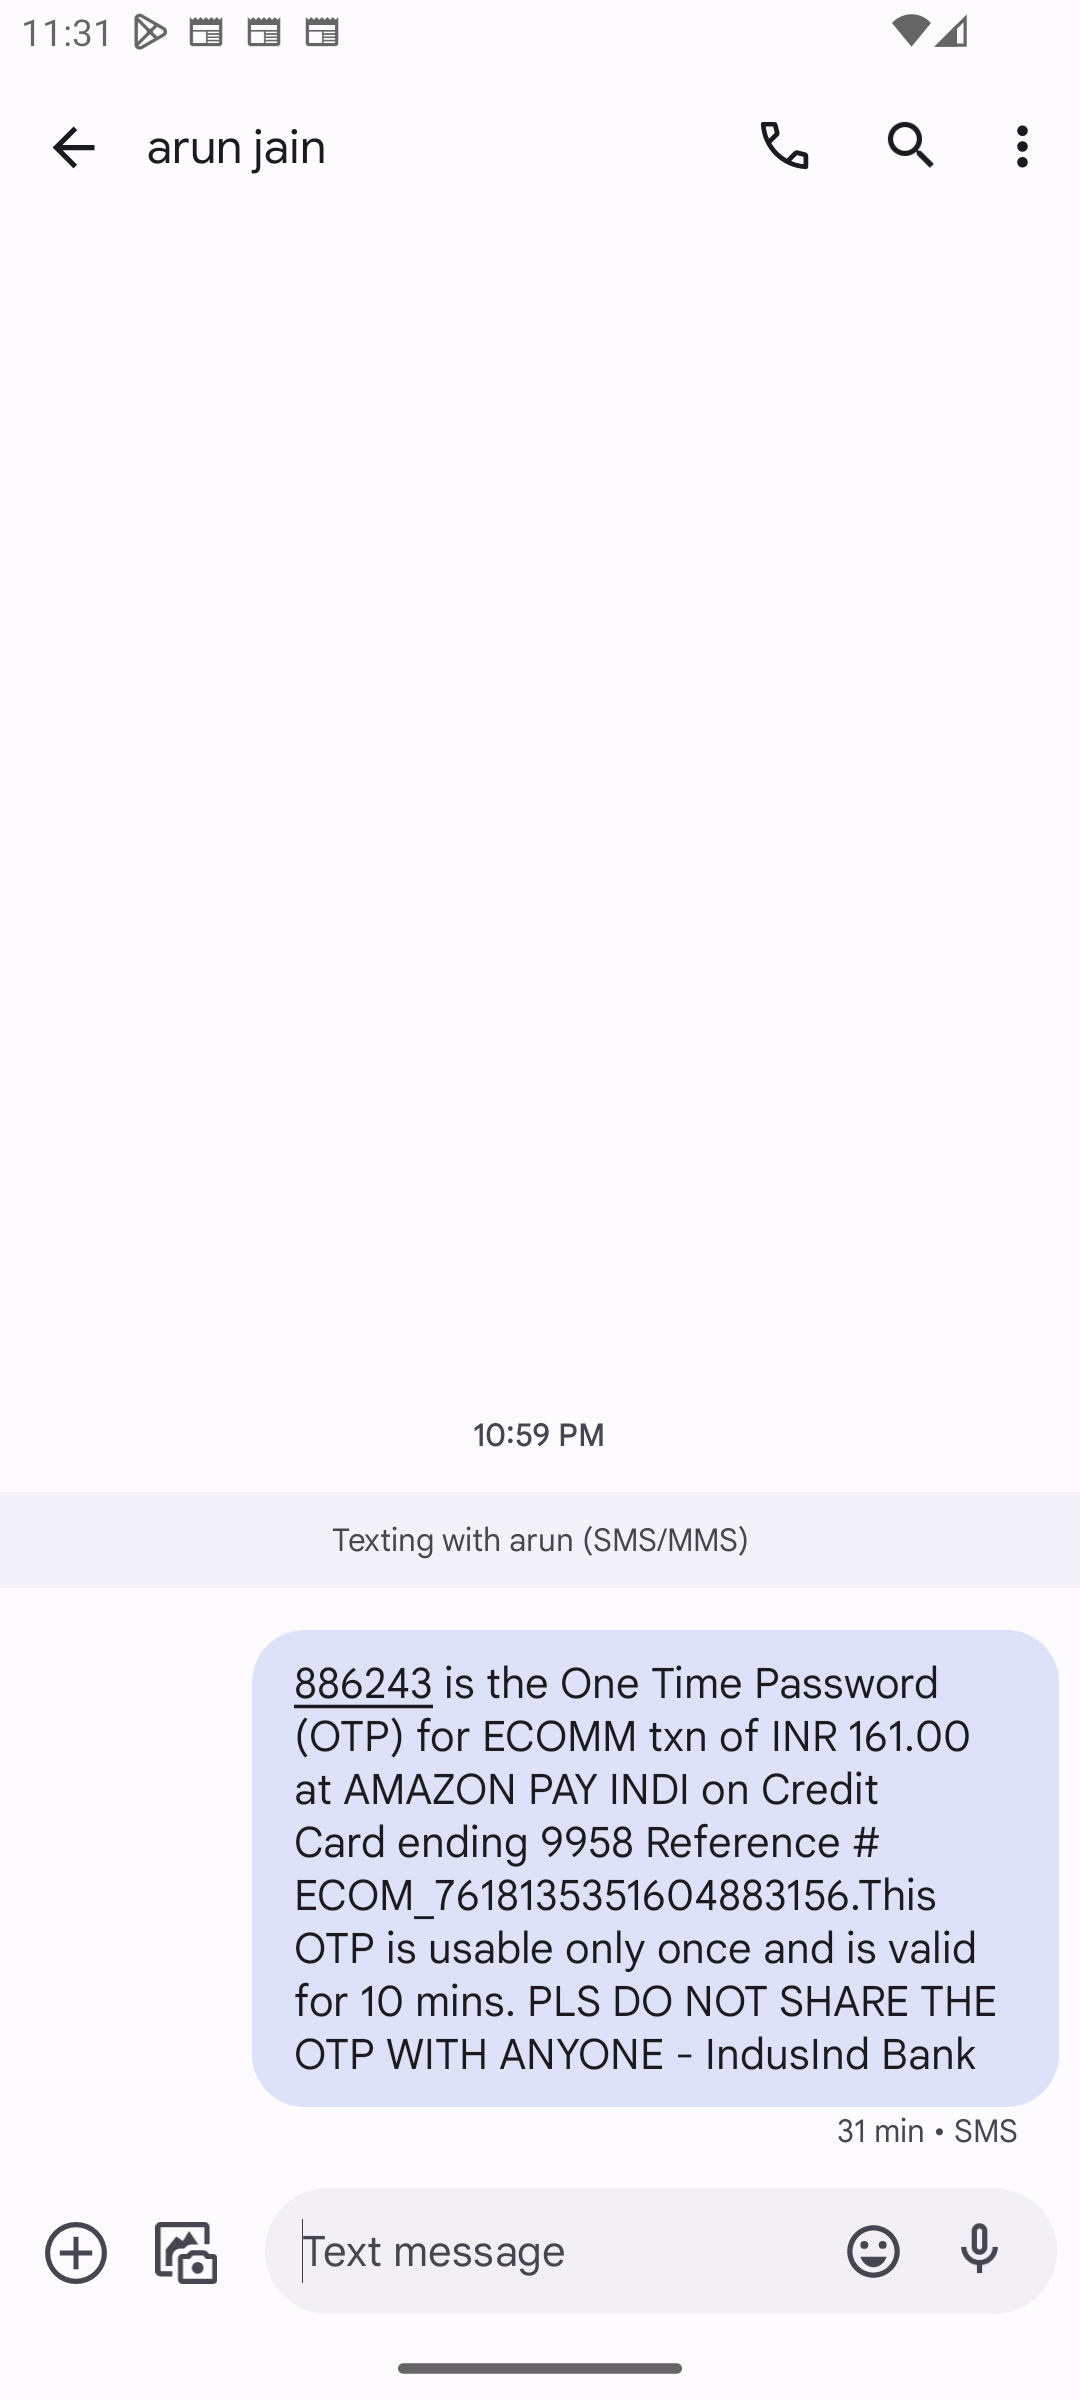 11:31
arun jain
10:59 PM
Texting with arun (SMS/MMS)
886243 is the One Time Password
(OTP) for ECOMM txn of INR 161.00
at AMAZON PAY INDI on Credit
Card ending 9958 Reference #
ECOM_7618135351604883156.This
OTP is usable only once and is valid
for 10 mins. PLS DO NOT SHARE THE
OTP WITH ANYONE - IndusInd Bank
31 min • SMS
Text message